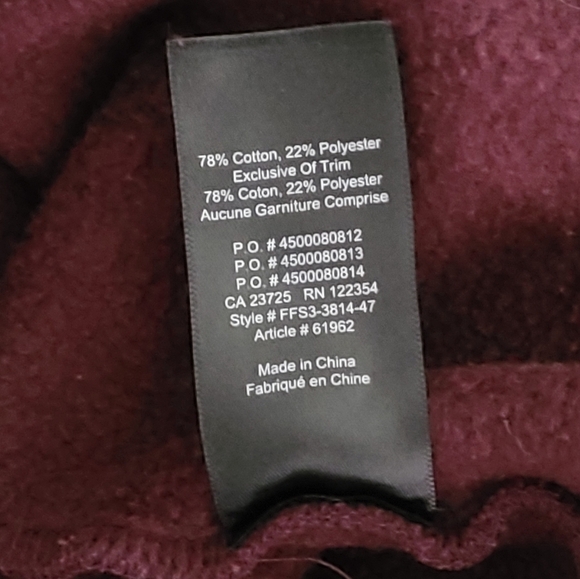 78% Cotton, 22% Polyester
Exclusive Of Trim
78% Coton, 22% Polyester
Aucune Garniture Comprise
P.O. # 4500080812
P.O. # 4500080813
P.O. # 4500080814
CA 23725 RN 122354
Style # FFS3-3814-47
Article # 61962
Made in China
Fabriqué en Chine